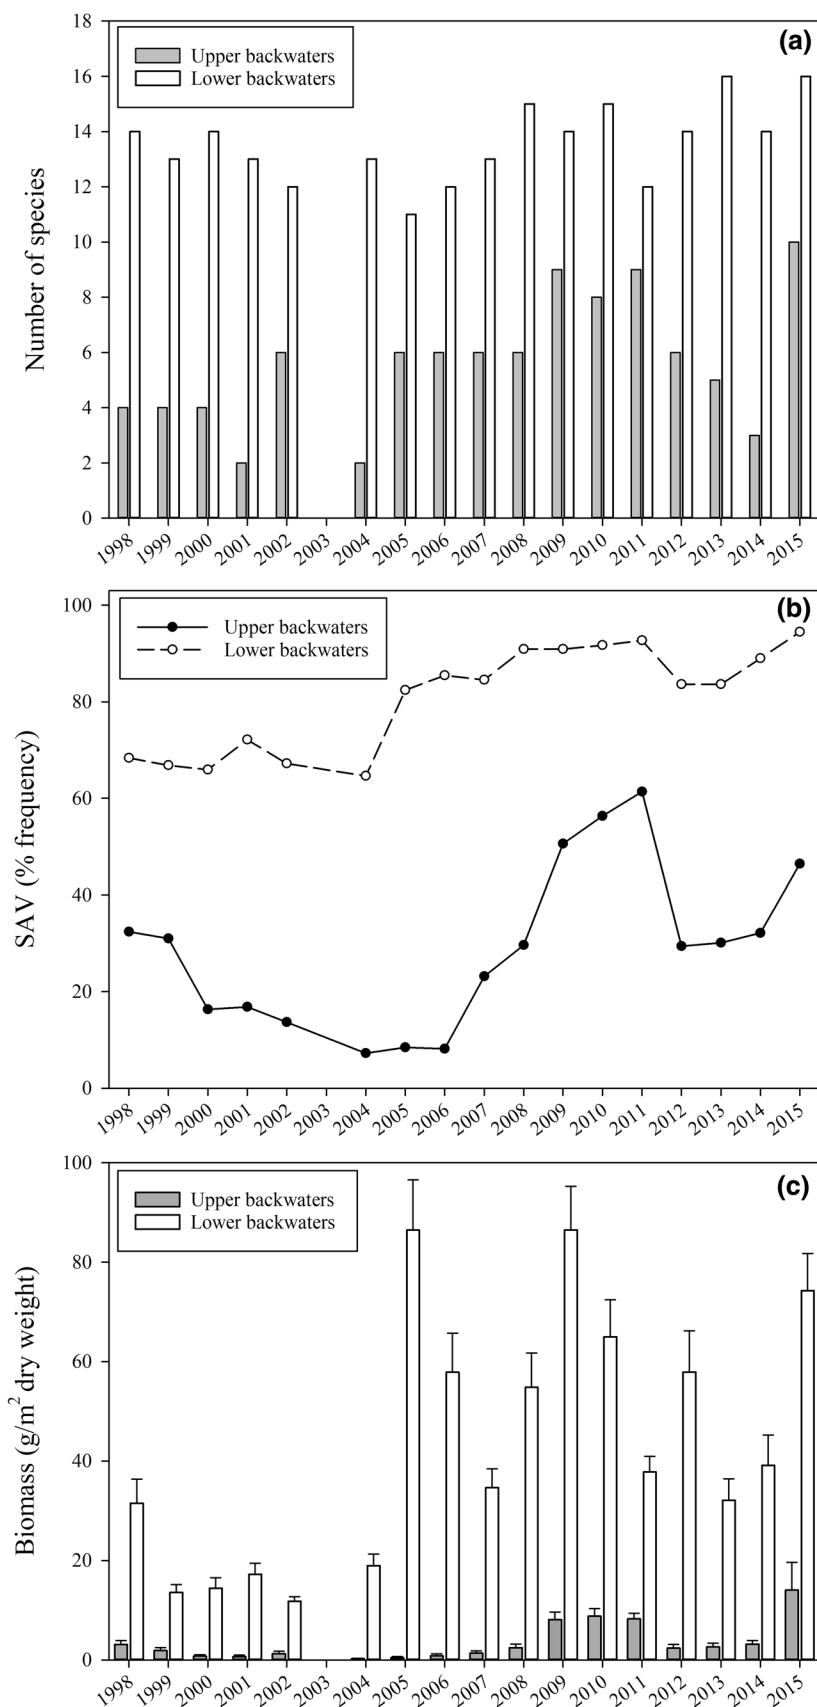 (a)
Upper backwaters
Lower backwaters
Number of species
18
16
14
12
10
8
6
4
2
0
1998 1999 2000 2001 2002 2003 2004 2005 2006 2007 2008 2009 2010 2011 2012 2013 2014 2015
(b)
Upper backwaters
Lower backwaters
SAV (% frequency)
100
80
60
40
20
0
1998 1999 2000 2001 2002 2003 2004 2005 2006 2007 2008 2009 2010 2011 2012 2013 2014 2015
(c)
Upper backwaters
Lower backwaters
Biomass (g/m² dry weight)
100
80
60
40
20
0
1998 1999 2000 2001 2002 2003 2004 2005 2006 2007 2008 2009 2010 2011 2012 2013 2014 2015